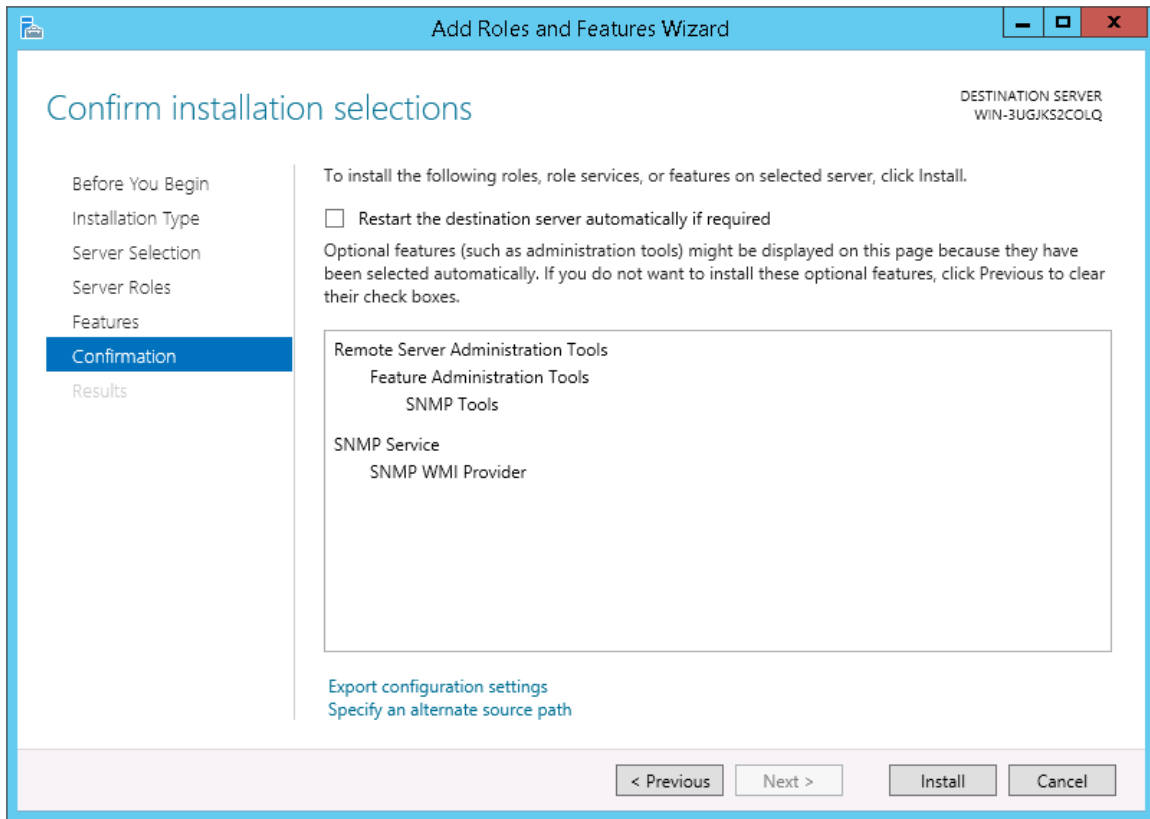 Add Roles and Features Wizard
Confirm installation selections
DESTINATION SERVER
WIN-3UGJKS2COLQ
Before You Begin
Installation Type
Server Selection
Server Roles
Features
Confirmation
Results
To install the following roles, role services, or features on selected server, click Install.
Restart the destination server automatically if required
Optional features (such as administration tools) might be displayed on this page because they have
been selected automatically. If you do not want to install these optional features, click Previous to clear
their check boxes.
Remote Server Administration Tools
Feature Administration Tools
SNMP Tools
SNMP Service
SNMP WMI Provider
Export configuration settings
Specify an alternate source path
< Previous
Next >
Install
Cancel